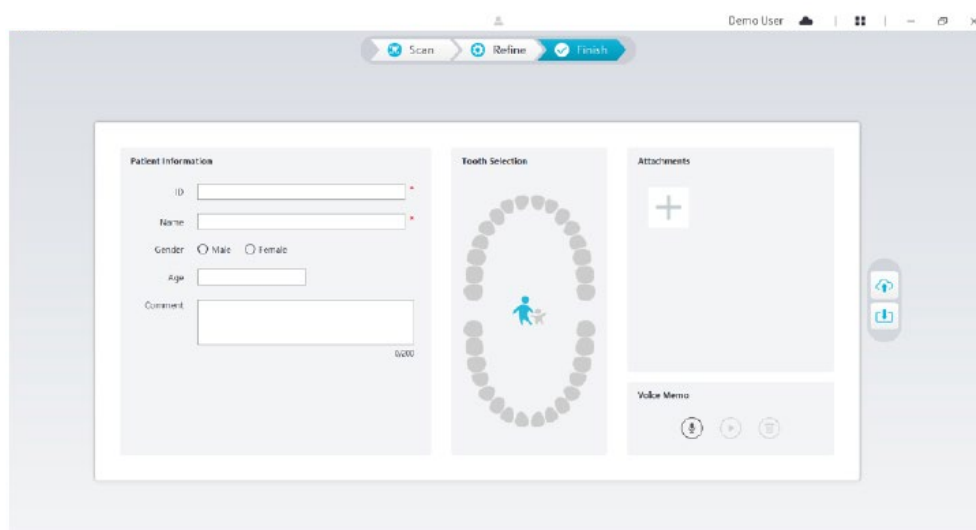 Demo User
Scan
Refine
Finish
Patient Information
ID
*
Name
*
Gender
Male
Female
Age
Comment
0/200
Tooth Selection
Attachments
Voice Memo